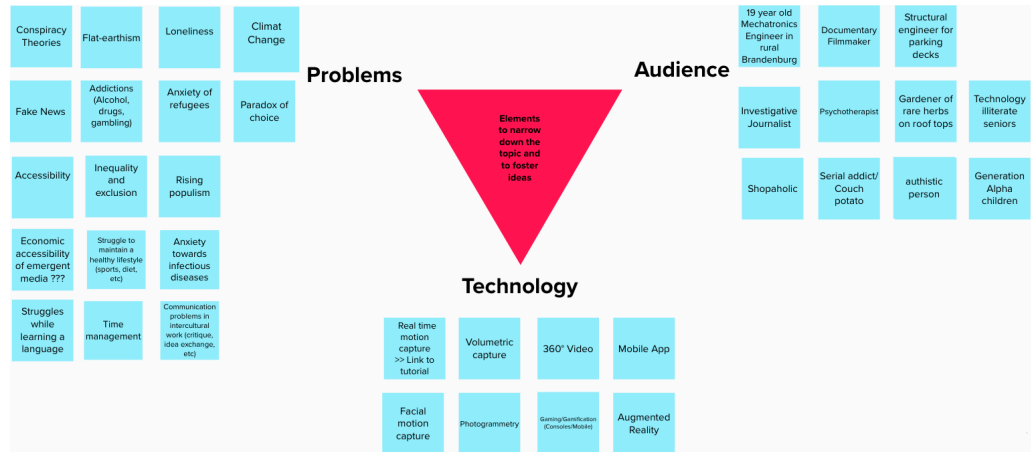 Conspiracy
Theories
Flat-earthism
Loneliness
Climat
Change
Fake News
Addictions
(Alcohol,
drugs,
gambling)
Anxiety of
refugees
Paradox of
choice
Accessibility
Inequality
and
exclusion
Rising
populism
Economic
accessibility
of emergent
media ???
Struggle to
maintain a
healthy lifestyle
(sports, diet,
etc)
Anxiety
towards
infectious
diseases
Struggles
while
learning a
language
Time
management
Communication
problems in
intercultural
work (critique,
idea exchange,
etc)
Problems
Elements
to narrow
down the
topic and
to foster
ideas
Audience
19 year old
Mechatronics
Engineer in
rural
Brandenburg
Documentary
Filmmaker
Structural
engineer for
parking
decks
Investigative
Journalist
Psychotherapist
Gardener of
rare herbs
on roof tops
Technology
illiterate
seniors
Shopaholic
Serial addict/
Couch
potato
authistic
person
Generation
Alpha
children
Technology
Real time
motion
capture
>> Link to
tutorial
Volumetric
capture
360° Video
Mobile App
Facial
motion
capture
Photogrammetry
Gaming/Gamification
(Consoles/Mobile)
Augmented
Reality